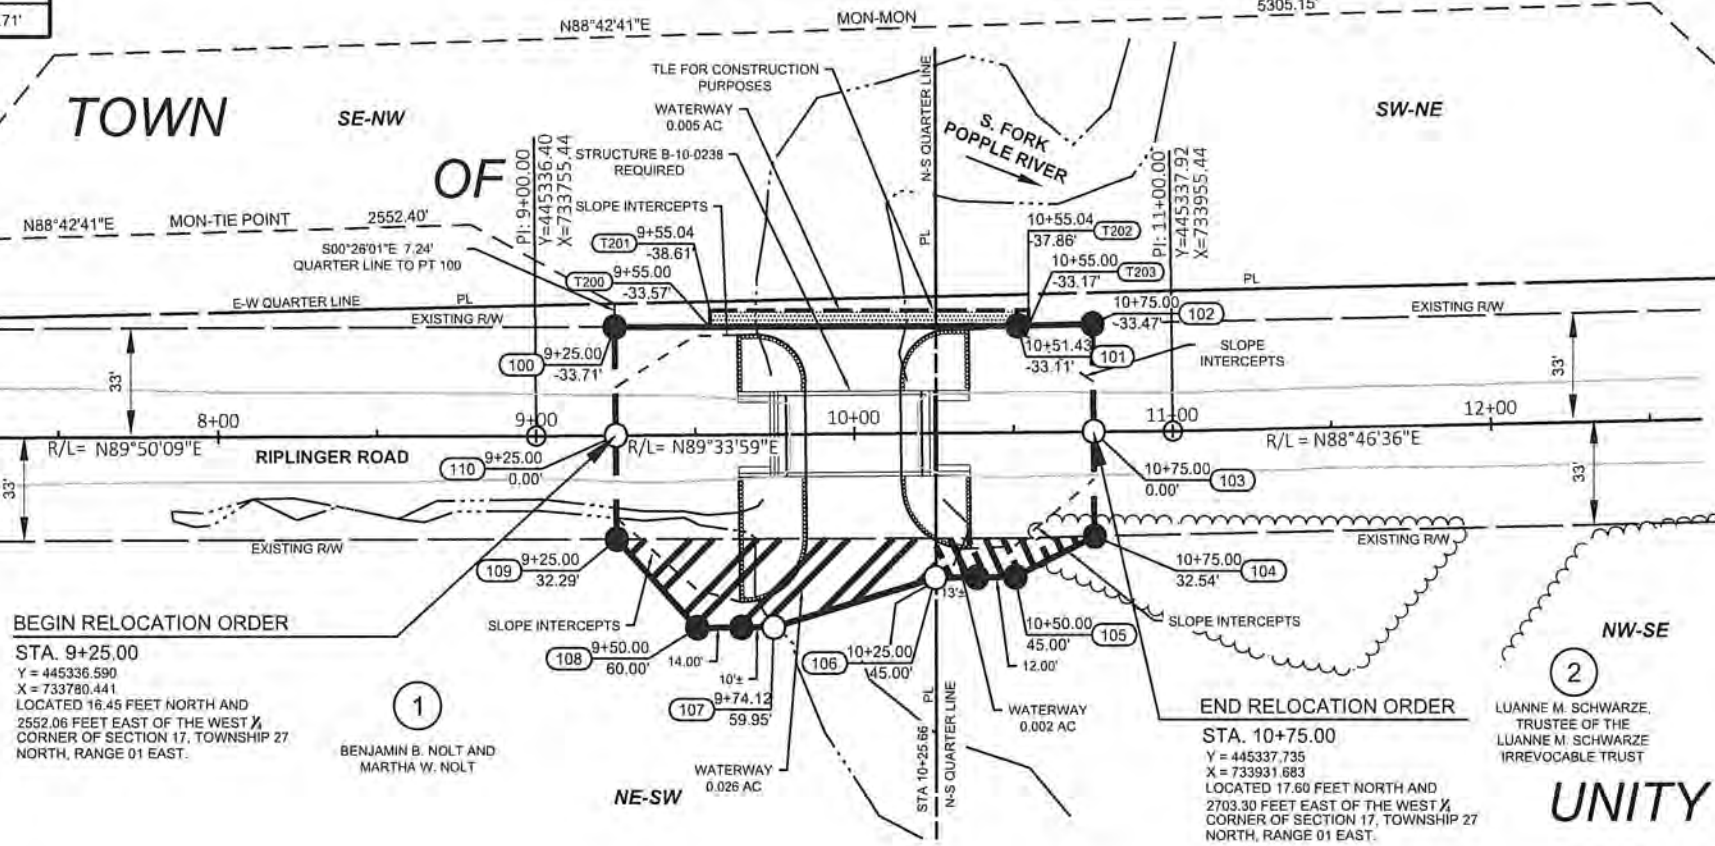 71'
N88°42'41"E
MON-MON
5305.15'
TOWN
SE-NW
TLE FOR CONSTRUCTION
PURPOSES
WATERWAY
0.005 AC
N-S QUARTER LINE
PL
S. FORK
POPPLE RIVER
SW-NE
OF
PI: 9+00.00
Y=445336.40
X=733755.44
STRUCTURE B-10-0238
REQUIRED
SLOPE INTERCEPTS
PI: 11+00.00
Y=445337.92
X=733955.44
N88°42'41"E
MON-TIE POINT
2552.40'
S00°26'01"E 7.24'
QUARTER LINE TO PT 100
T201
9+55.04
-38.61'
T200
9+55.00
-33.57'
10+55.04
-37.86'
T202
10+55.00
-33.17'
T203
10+75.00
-33.47'
102
E-W QUARTER LINE
PL
EXISTING R/W
PL
EXISTING R/W
100
9+25.00
-33.71'
10+51.43
-33.11'
101
SLOPE
INTERCEPTS
33'
33'
8+00
9+00
10+00
11+00
12+00
R/L= N89°50'09"E
RIPLINGER ROAD
R/L= N89°33'59"E
R/L = N88°46'36"E
110
9+25.00
0.00'
10+75.00
0.00'
103
33'
33'
EXISTING R/W
EXISTING R/W
109
9+25.00
32.29'
10+75.00
32.54'
104
BEGIN RELOCATION ORDER
STA. 9+25.00
Y = 445336.590
X = 733780.441
LOCATED 16.45 FEET NORTH AND
2552.06 FEET EAST OF THE WEST ¼
CORNER OF SECTION 17, TOWNSHIP 27
NORTH, RANGE 01 EAST.
SLOPE INTERCEPTS
108
9+50.00
60.00'
14.00'
10'±
107
9+74.12
59.95'
13'±
106
10+25.00
45.00'
10+50.00
45.00'
105
12.00'
SLOPE INTERCEPTS
1
BENJAMIN B. NOLT AND
MARTHA W. NOLT
NE-SW
WATERWAY
0.026 AC
STA 10+25.66
PL
N-S QUARTER LINE
WATERWAY
0.002 AC
END RELOCATION ORDER
STA. 10+75.00
Y = 445337.735
X = 733931.683
LOCATED 17.60 FEET NORTH AND
2703.30 FEET EAST OF THE WEST ¼
CORNER OF SECTION 17, TOWNSHIP 27
NORTH, RANGE 01 EAST.
NW-SE
2
LUANNE M. SCHWARZE,
TRUSTEE OF THE
LUANNE M. SCHWARZE
IRREVOCABLE TRUST
UNITY